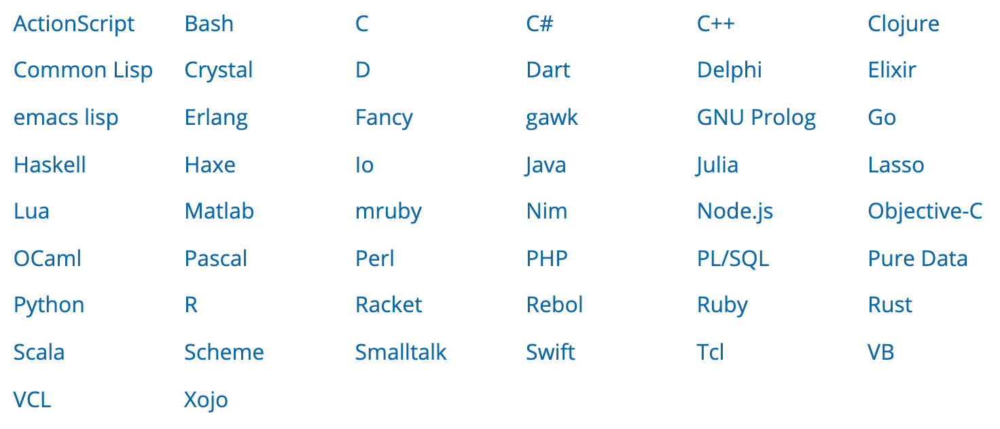 ActionScript Bash C C# C++ Clojure
Common Lisp Crystal D Dart Delphi Elixir
emacs lisp Erlang Fancy gawk GNU Prolog Go
Haskell Haxe Io Java Julia Lasso
Lua Matlab mruby Nim Node.js Objective-C
OCaml Pascal Perl PHP PL/SQL Pure Data
Python R Racket Rebol Ruby Rust
Scala Scheme Smalltalk Swift Tcl VB
VCL Xojo